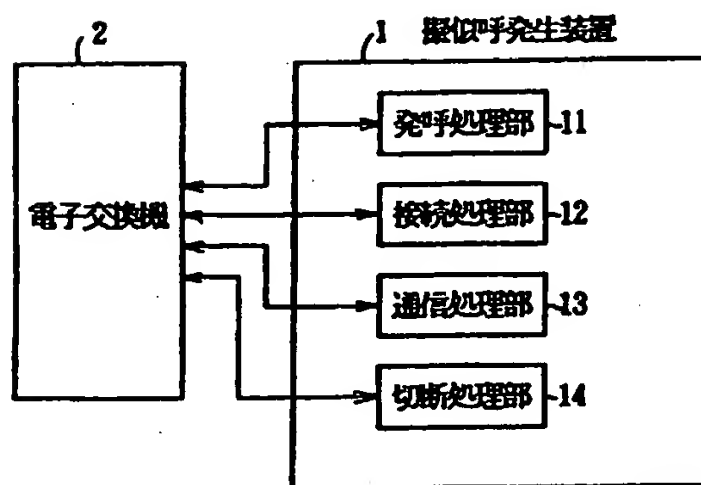 2
1 擬似呼発生装置
発呼処理部 11
電子交換機
接続処理部 12
通信処理部 13
切断処理部 14